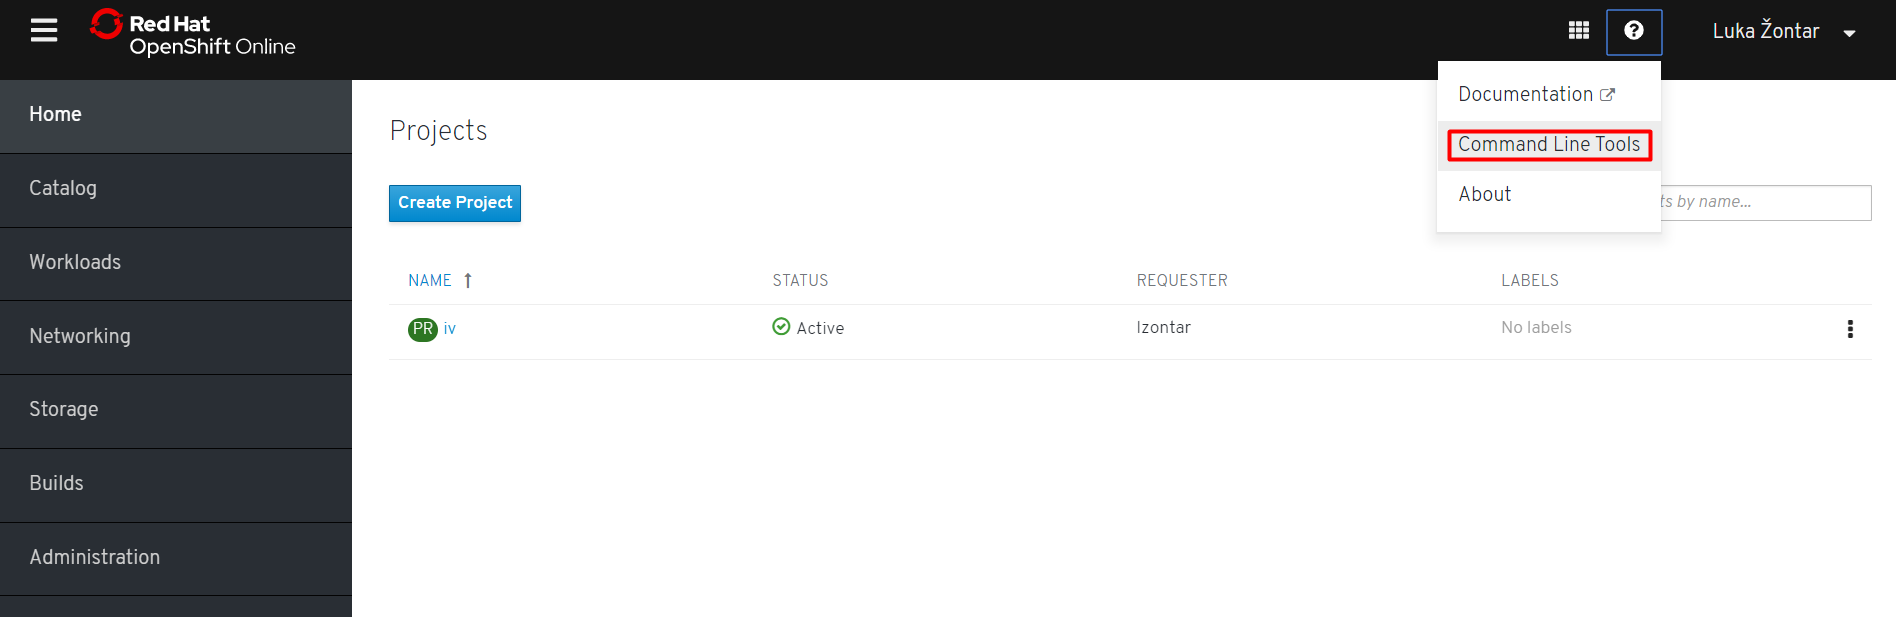 Red Hat
OpenShift Online
?
Luka Žontar
Home
Catalog
Workloads
Networking
Storage
Builds
Administration
Documentation
Command Line Tools
About
Projects
Create Project
ts by name...
NAME ↑ STATUS REQUESTER LABELS
PR iv Active lzontar No labels